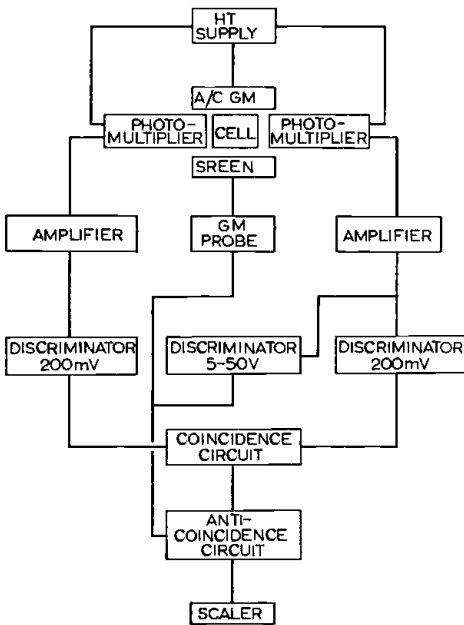 HT
SUPPLY
A/C GM
PHOTO-
MULTIPLIER
CELL
PHOTO-
MULTIPLIER
SREEN
AMPLIFIER
GM
PROBE
AMPLIFIER
DISCRIMINATOR
200mV
DISCRIMINATOR
5-50V
DISCRIMINATOR
200mV
COINCIDENCE
CIRCUIT
ANTI-
COINCIDENCE
CIRCUIT
SCALER